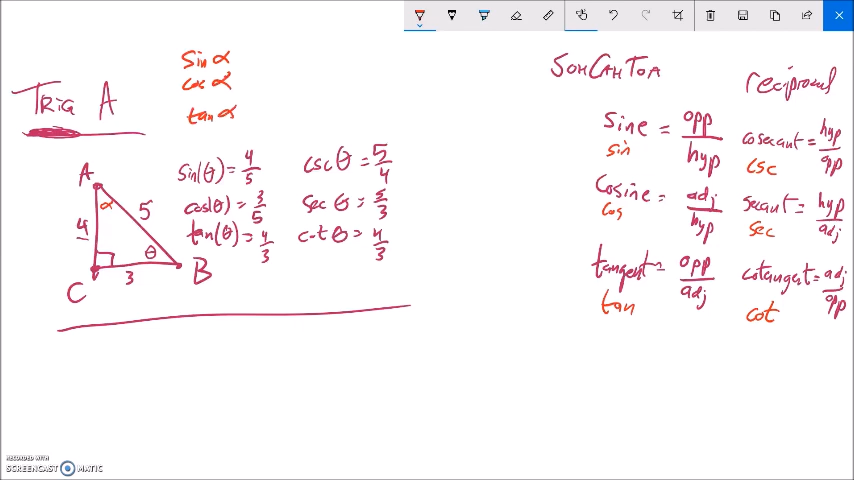 Trig A
sin α
cos α
tan α
A
α
5
4
C
3
θ
B
sin(θ) = 4/5
cos(θ) = 3/5
tan(θ) = 4/3
csc θ = 5/4
sec θ = 5/3
cot θ = 4/3
SOHCAHTOA
reciprocal
sine = opp/hyp
sin
cosine = adj/hyp
cos
tangent = opp/adj
tan
cosecant = hyp/opp
csc
secant = hyp/adj
sec
cotangent = adj/opp
cot
RECORDED WITH
SCREENCAST MATIC